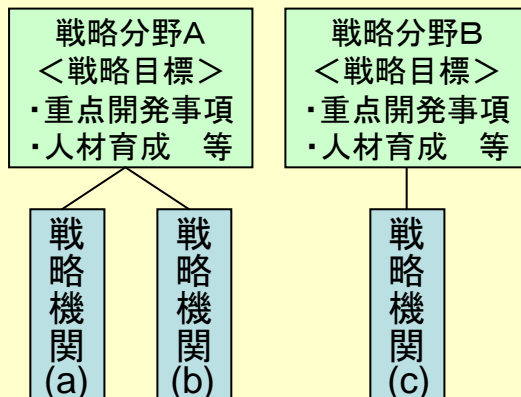 戦略分野A
＜戦略目標＞
・重点開発事項
・人材育成　等
戦略分野B
＜戦略目標＞
・重点開発事項
・人材育成　等
戦略機関(a)
戦略機関(b)
戦略機関(c)